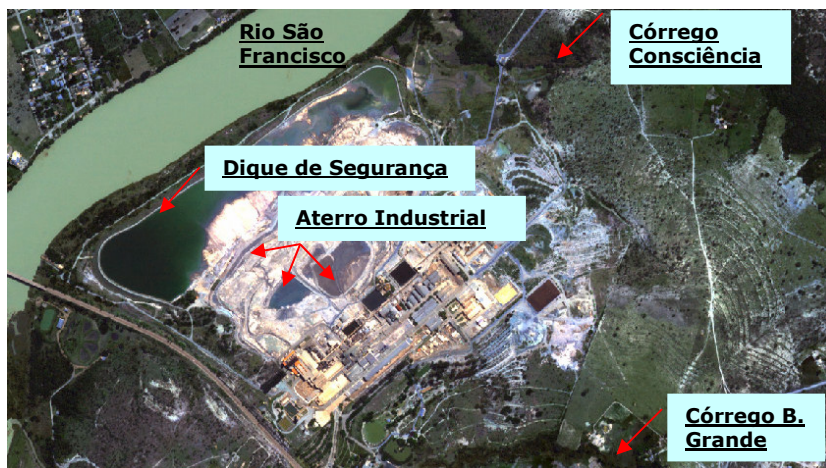 Rio São
Francisco
Córrego
Consciência
Dique de Segurança
Aterro Industrial
Córrego B.
Grande